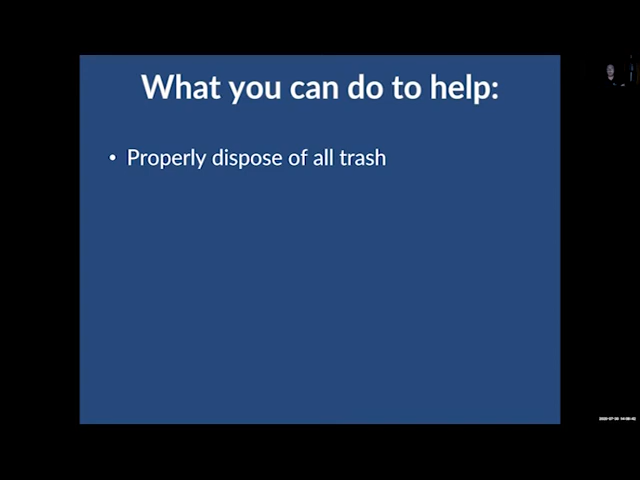 What you can do to help:
• Properly dispose of all trash